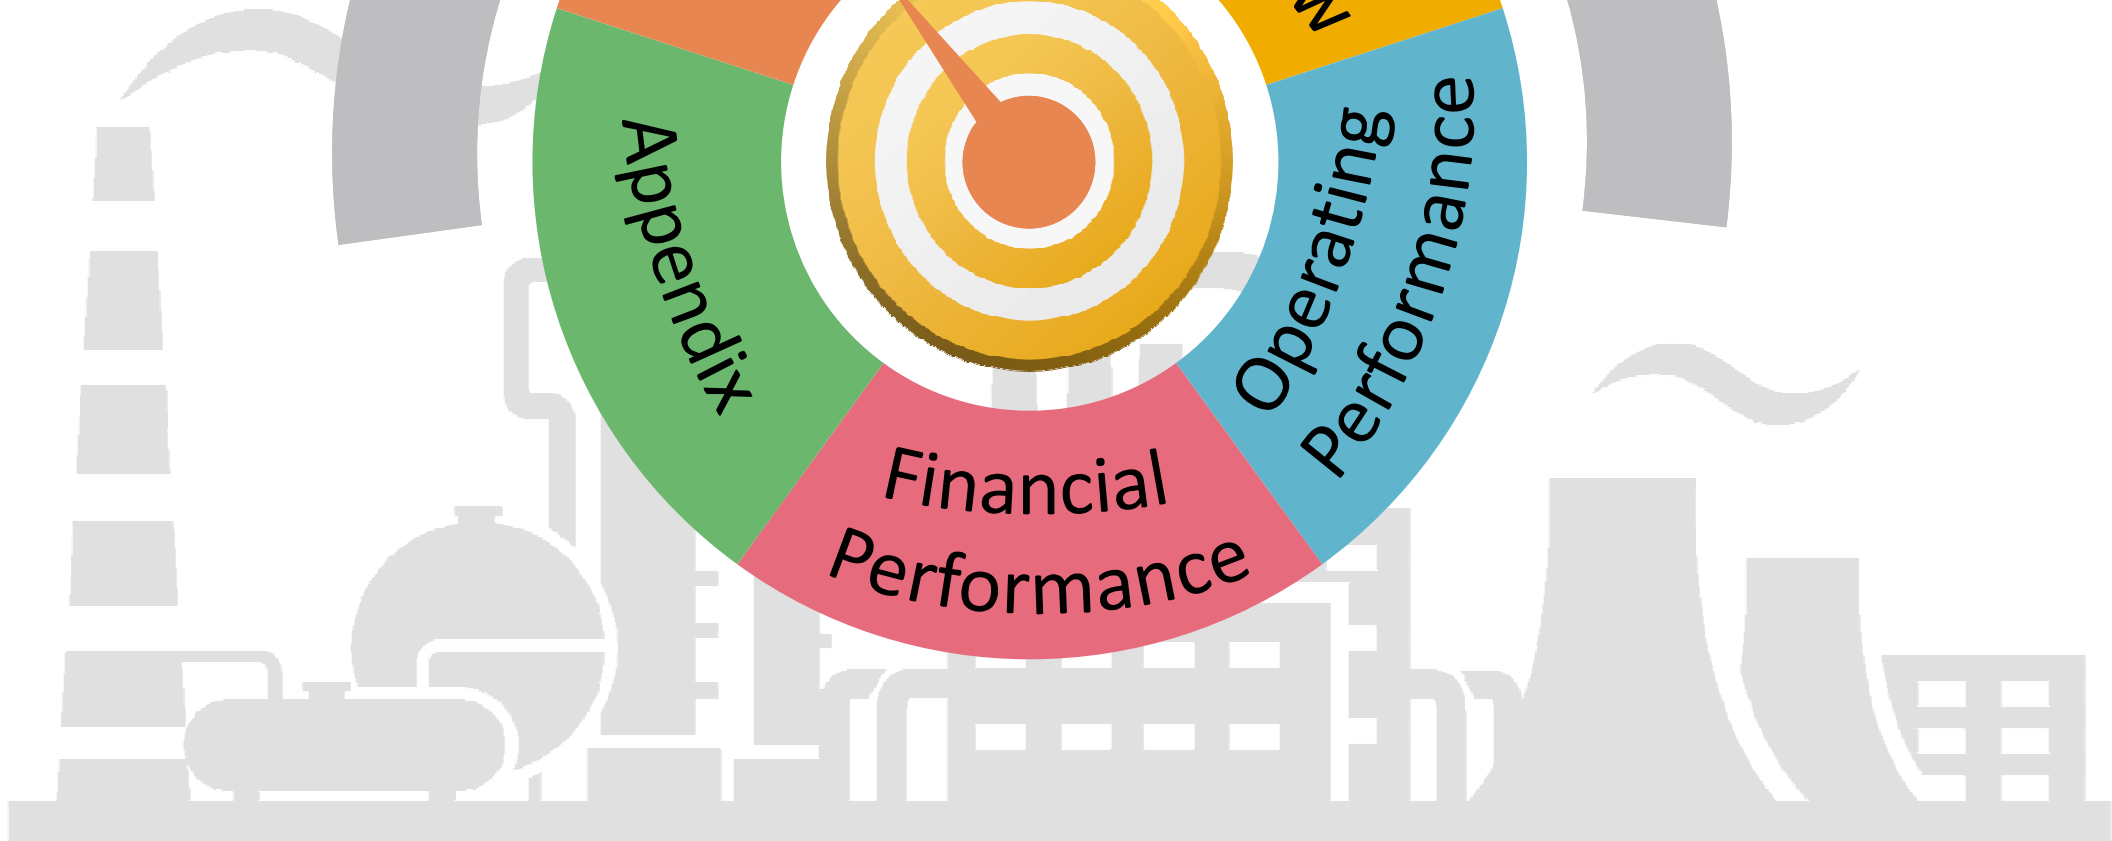 Appendix
Financial
Performance
Operating
Performance